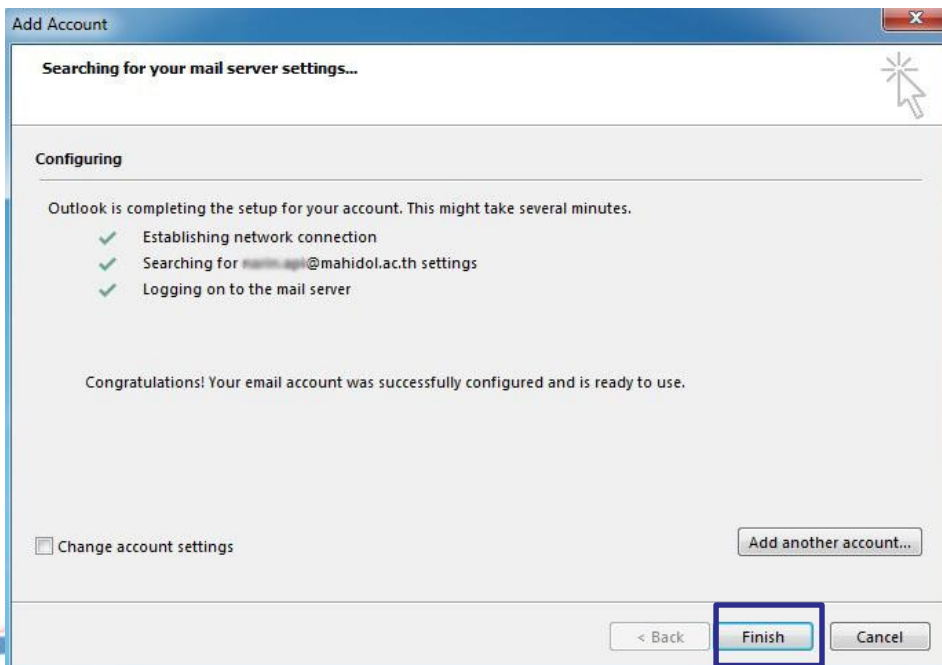 Add Account
Searching for your mail server settings...
Configuring
Outlook is completing the setup for your account. This might take several minutes.
Establishing network connection
Searching for @mahidol.ac.th settings
Logging on to the mail server
Congratulations! Your email account was successfully configured and is ready to use.
Change account settings
Add another account...
< Back
Finish
Cancel